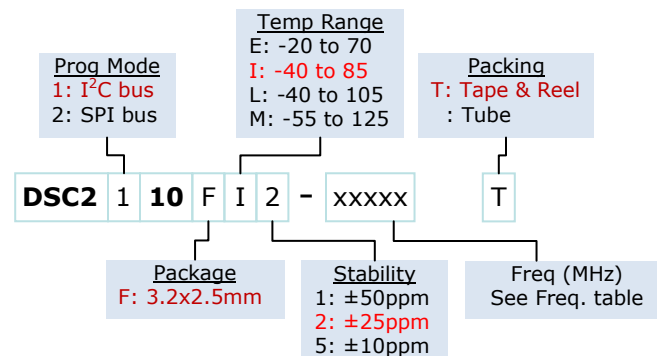 Temp Range
E: -20 to 70
I: -40 to 85
L: -40 to 105
M: -55 to 125
Prog Mode
1: I²C bus
2: SPI bus
Packing
T: Tape & Reel
: Tube
DSC2 1 10 F I 2 - xxxxx T
Package
F: 3.2x2.5mm
Stability
1: ±50ppm
2: ±25ppm
5: ±10ppm
Freq (MHz)
See Freq. table